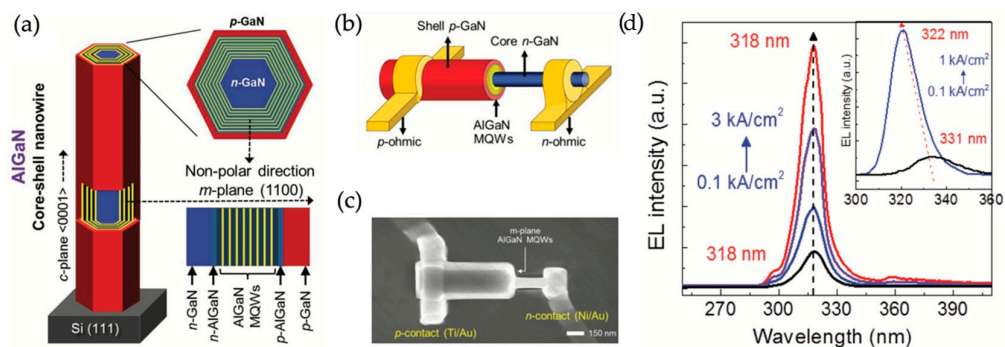 (a)
AlGaN
Core-shell nanowire
c-plane <0001>
Si (111)
p-GaN
n-GaN
Non-polar direction
m-plane (1100)
n-GaN
n-AlGaN
AlGaN
MQWs
p-AlGaN
p-GaN
(b)
Shell p-GaN
Core n-GaN
AlGaN
MQWs
p-ohmic
n-ohmic
(c)
m-plane
AlGaN MQWs
n-contact (Ni/Au)
p-contact (Ti/Au)
150 nm
(d)
EL intensity (a.u.)
318 nm
3 kA/cm²
0.1 kA/cm²
318 nm
270 300 330 360 390
Wavelength (nm)
EL intensity (a.u.)
322 nm
1 kA/cm²
0.1 kA/cm²
331 nm
300 320 340 360